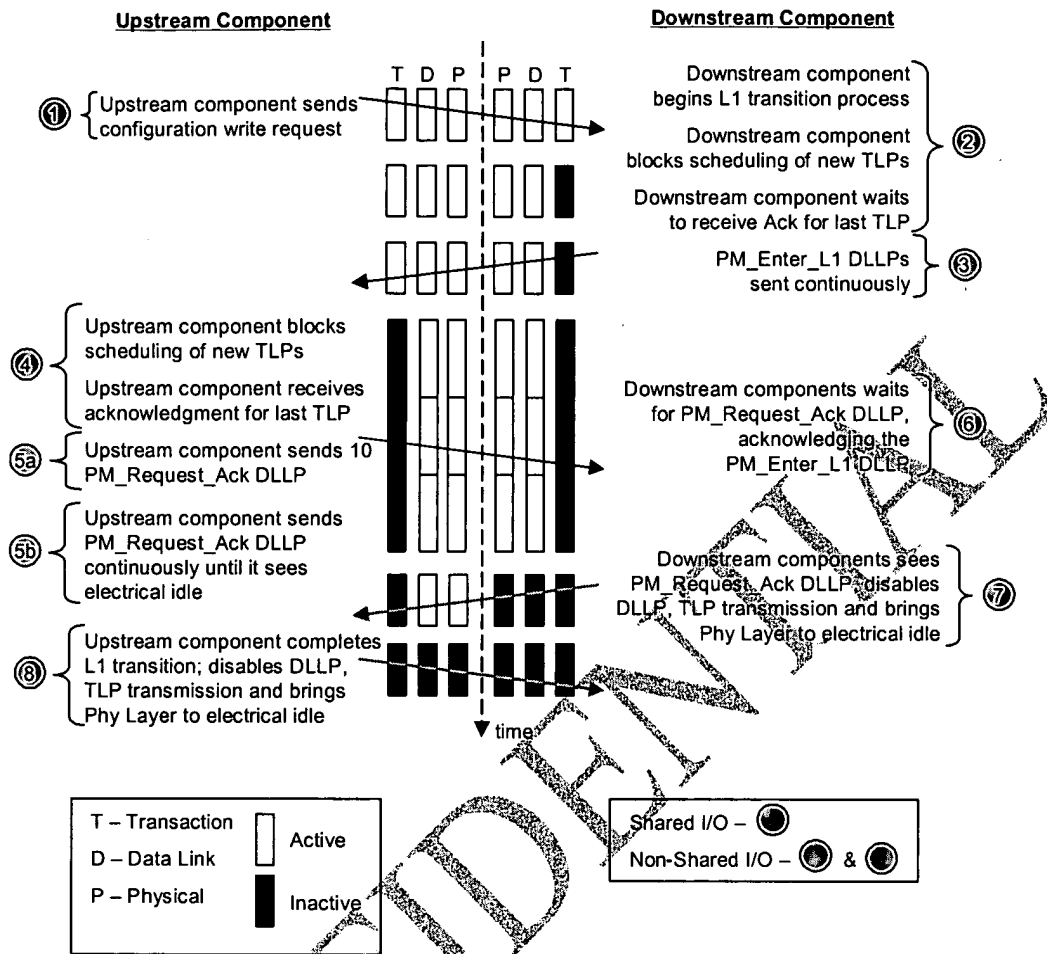 Upstream Component
Downstream Component
T D P P D T
1
Upstream component sends
configuration write request
Downstream component
begins L1 transition process
Downstream component
blocks scheduling of new TLPs
Downstream component waits
to receive Ack for last TLP
2
PM_Enter_L1 DLLPs
sent continuously
3
4
Upstream component blocks
scheduling of new TLPs
Upstream component receives
acknowledgment for last TLP
5a
Upstream component sends 10
PM_Request_Ack DLLP
Downstream components waits
for PM_Request_Ack DLLP,
acknowledging the
PM_Enter_L1 DLLP
6
5b
Upstream component sends
PM_Request_Ack DLLP
continuously until it sees
electrical idle
Downstream components sees
PM_Request_Ack DLLP, disables
DLLP, TLP transmission and brings
Phy Layer to electrical idle
7
8
Upstream component completes
L1 transition; disables DLLP,
TLP transmission and brings
Phy Layer to electrical idle
time
T – Transaction
D – Data Link
P – Physical
Active
Inactive
Shared I/O –
Non-Shared I/O – &